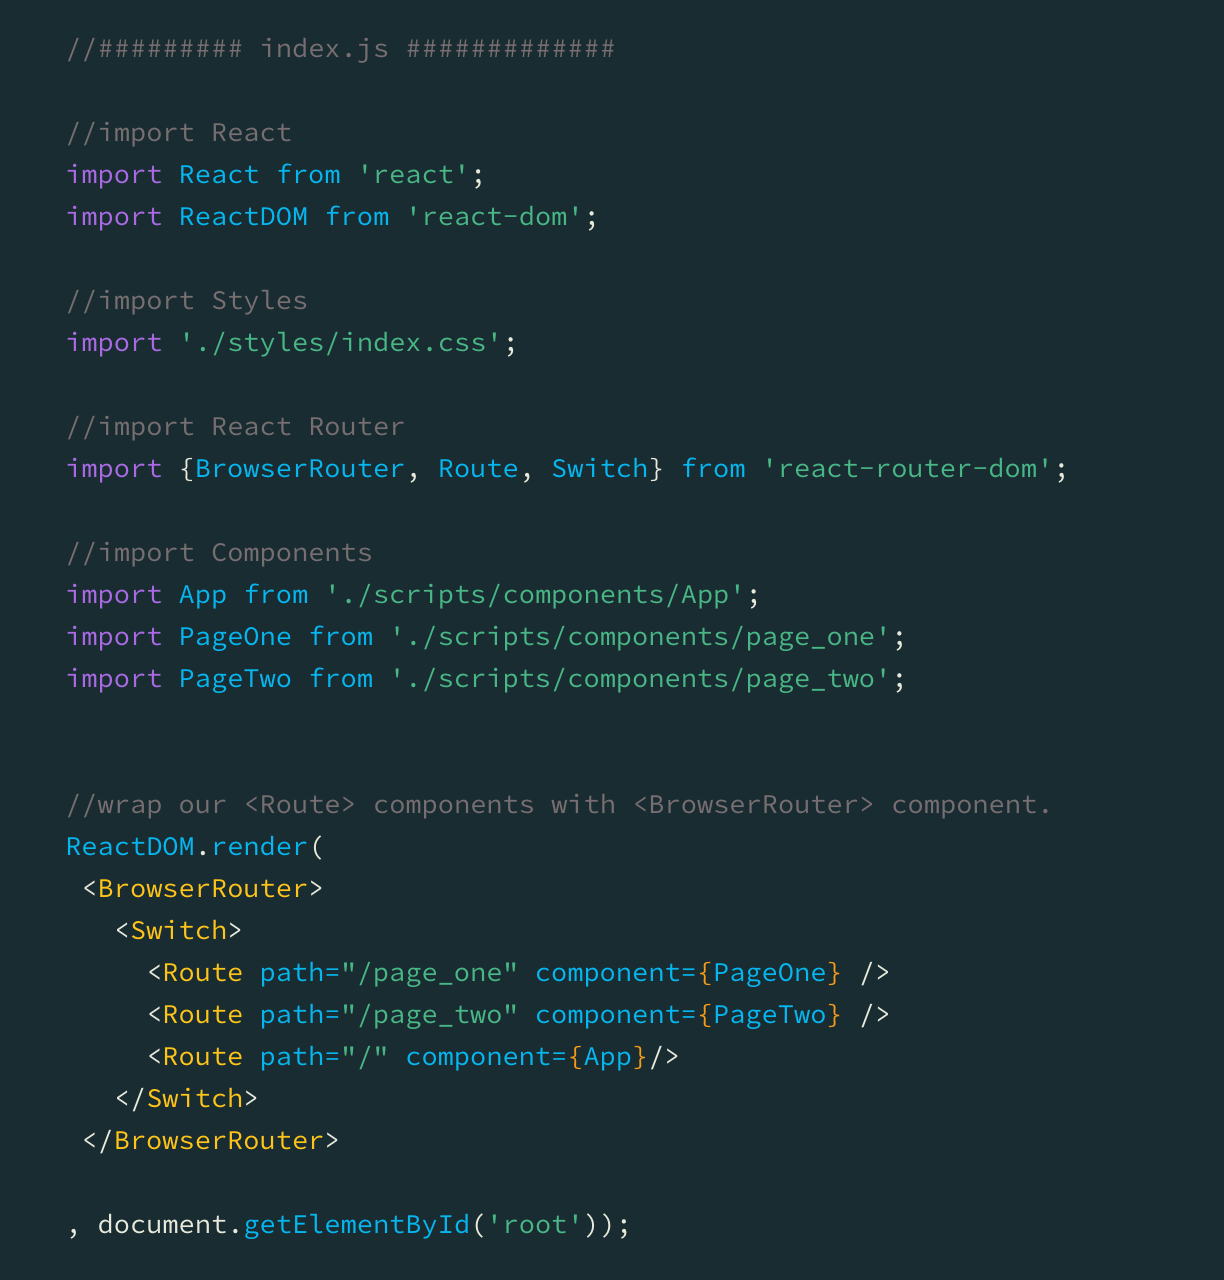 //######### index.js #############
//import React
import React from 'react';
import ReactDOM from 'react-dom';
//import Styles
import './styles/index.css';
//import React Router
import {BrowserRouter, Route, Switch} from 'react-router-dom';
//import Components
import App from './scripts/components/App';
import PageOne from './scripts/components/page_one';
import PageTwo from './scripts/components/page_two';
//wrap our <Route> components with <BrowserRouter> component.
ReactDOM.render(
<BrowserRouter>
<Switch>
<Route path="/page_one" component={PageOne} />
<Route path="/page_two" component={PageTwo} />
<Route path="/" component={App}/>
</Switch>
</BrowserRouter>
, document.getElementById('root'));